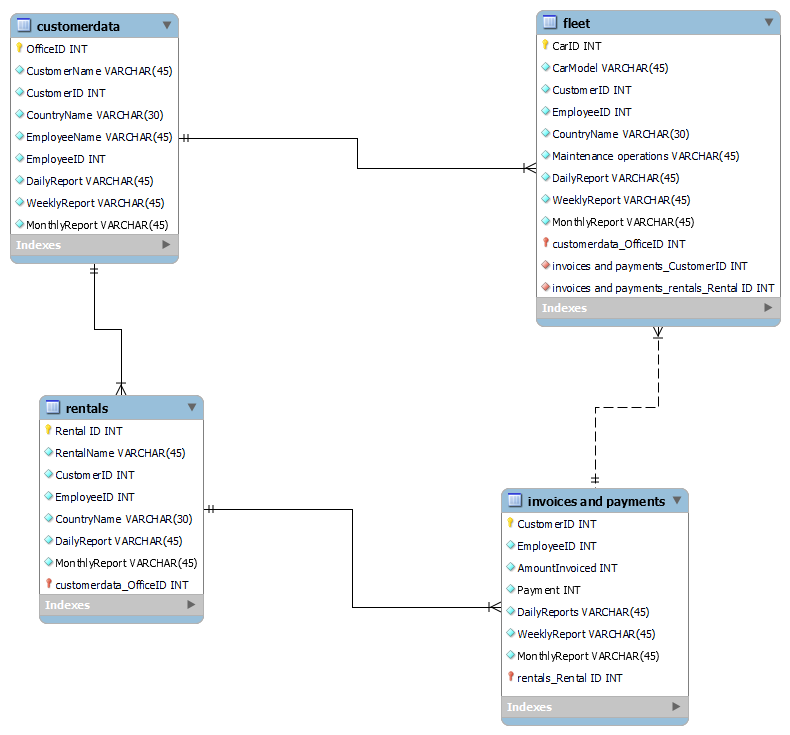 customerdata
OfficeID INT
CustomerName VARCHAR(45)
CustomerID INT
CountryName VARCHAR(30)
EmployeeName VARCHAR(45)
EmployeeID INT
DailyReport VARCHAR(45)
WeeklyReport VARCHAR(45)
MonthlyReport VARCHAR(45)
Indexes
fleet
CarID INT
CarModel VARCHAR(45)
CustomerID INT
EmployeeID INT
CountryName VARCHAR(30)
Maintenance operations VARCHAR(45)
DailyReport VARCHAR(45)
WeeklyReport VARCHAR(45)
MonthlyReport VARCHAR(45)
customerdata_OfficeID INT
invoices and payments_CustomerID INT
invoices and payments_rentals_Rental ID INT
Indexes
rentals
Rental ID INT
RentalName VARCHAR(45)
CustomerID INT
EmployeeID INT
CountryName VARCHAR(30)
DailyReport VARCHAR(45)
MonthlyReport VARCHAR(45)
customerdata_OfficeID INT
Indexes
invoices and payments
CustomerID INT
EmployeeID INT
AmountInvoiced INT
Payment INT
DailyReports VARCHAR(45)
WeeklyReport VARCHAR(45)
MonthlyReport VARCHAR(45)
rentals_Rental ID INT
Indexes